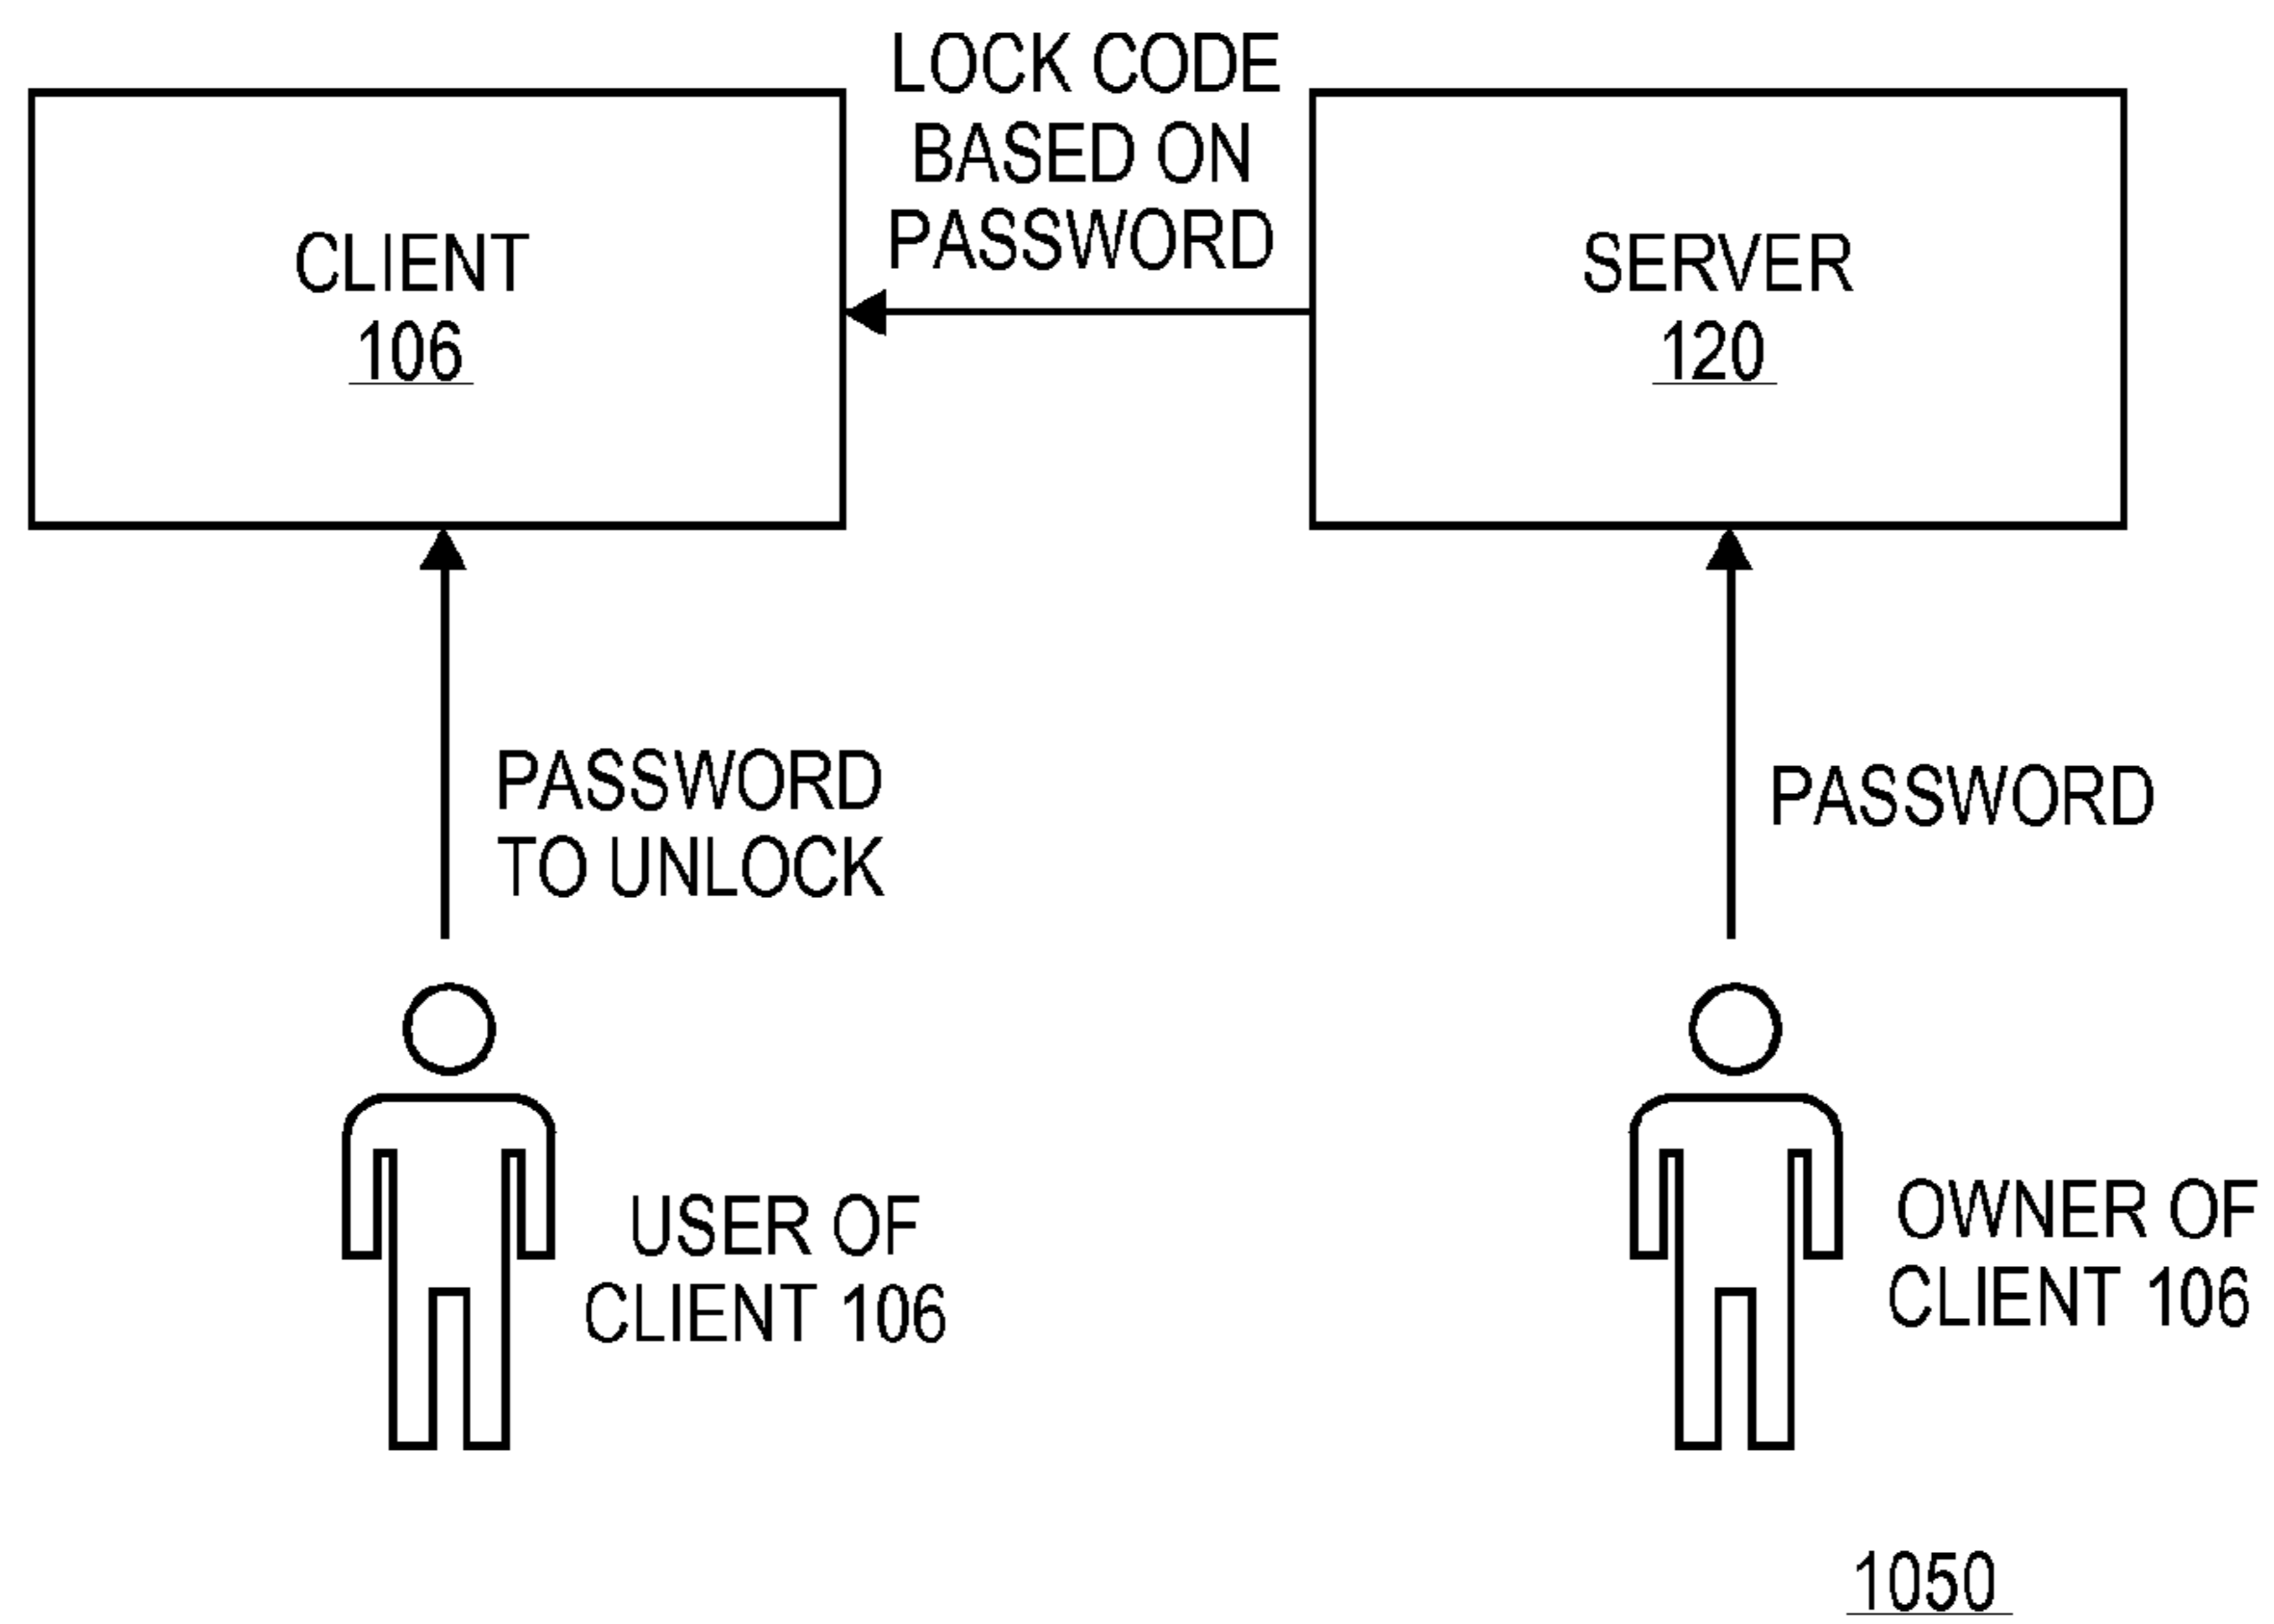 LOCK CODE
BASED ON
PASSWORD
CLIENT
106
SERVER
120
PASSWORD
TO UNLOCK
PASSWORD
USER OF
CLIENT 106
OWNER OF
CLIENT 106
1050